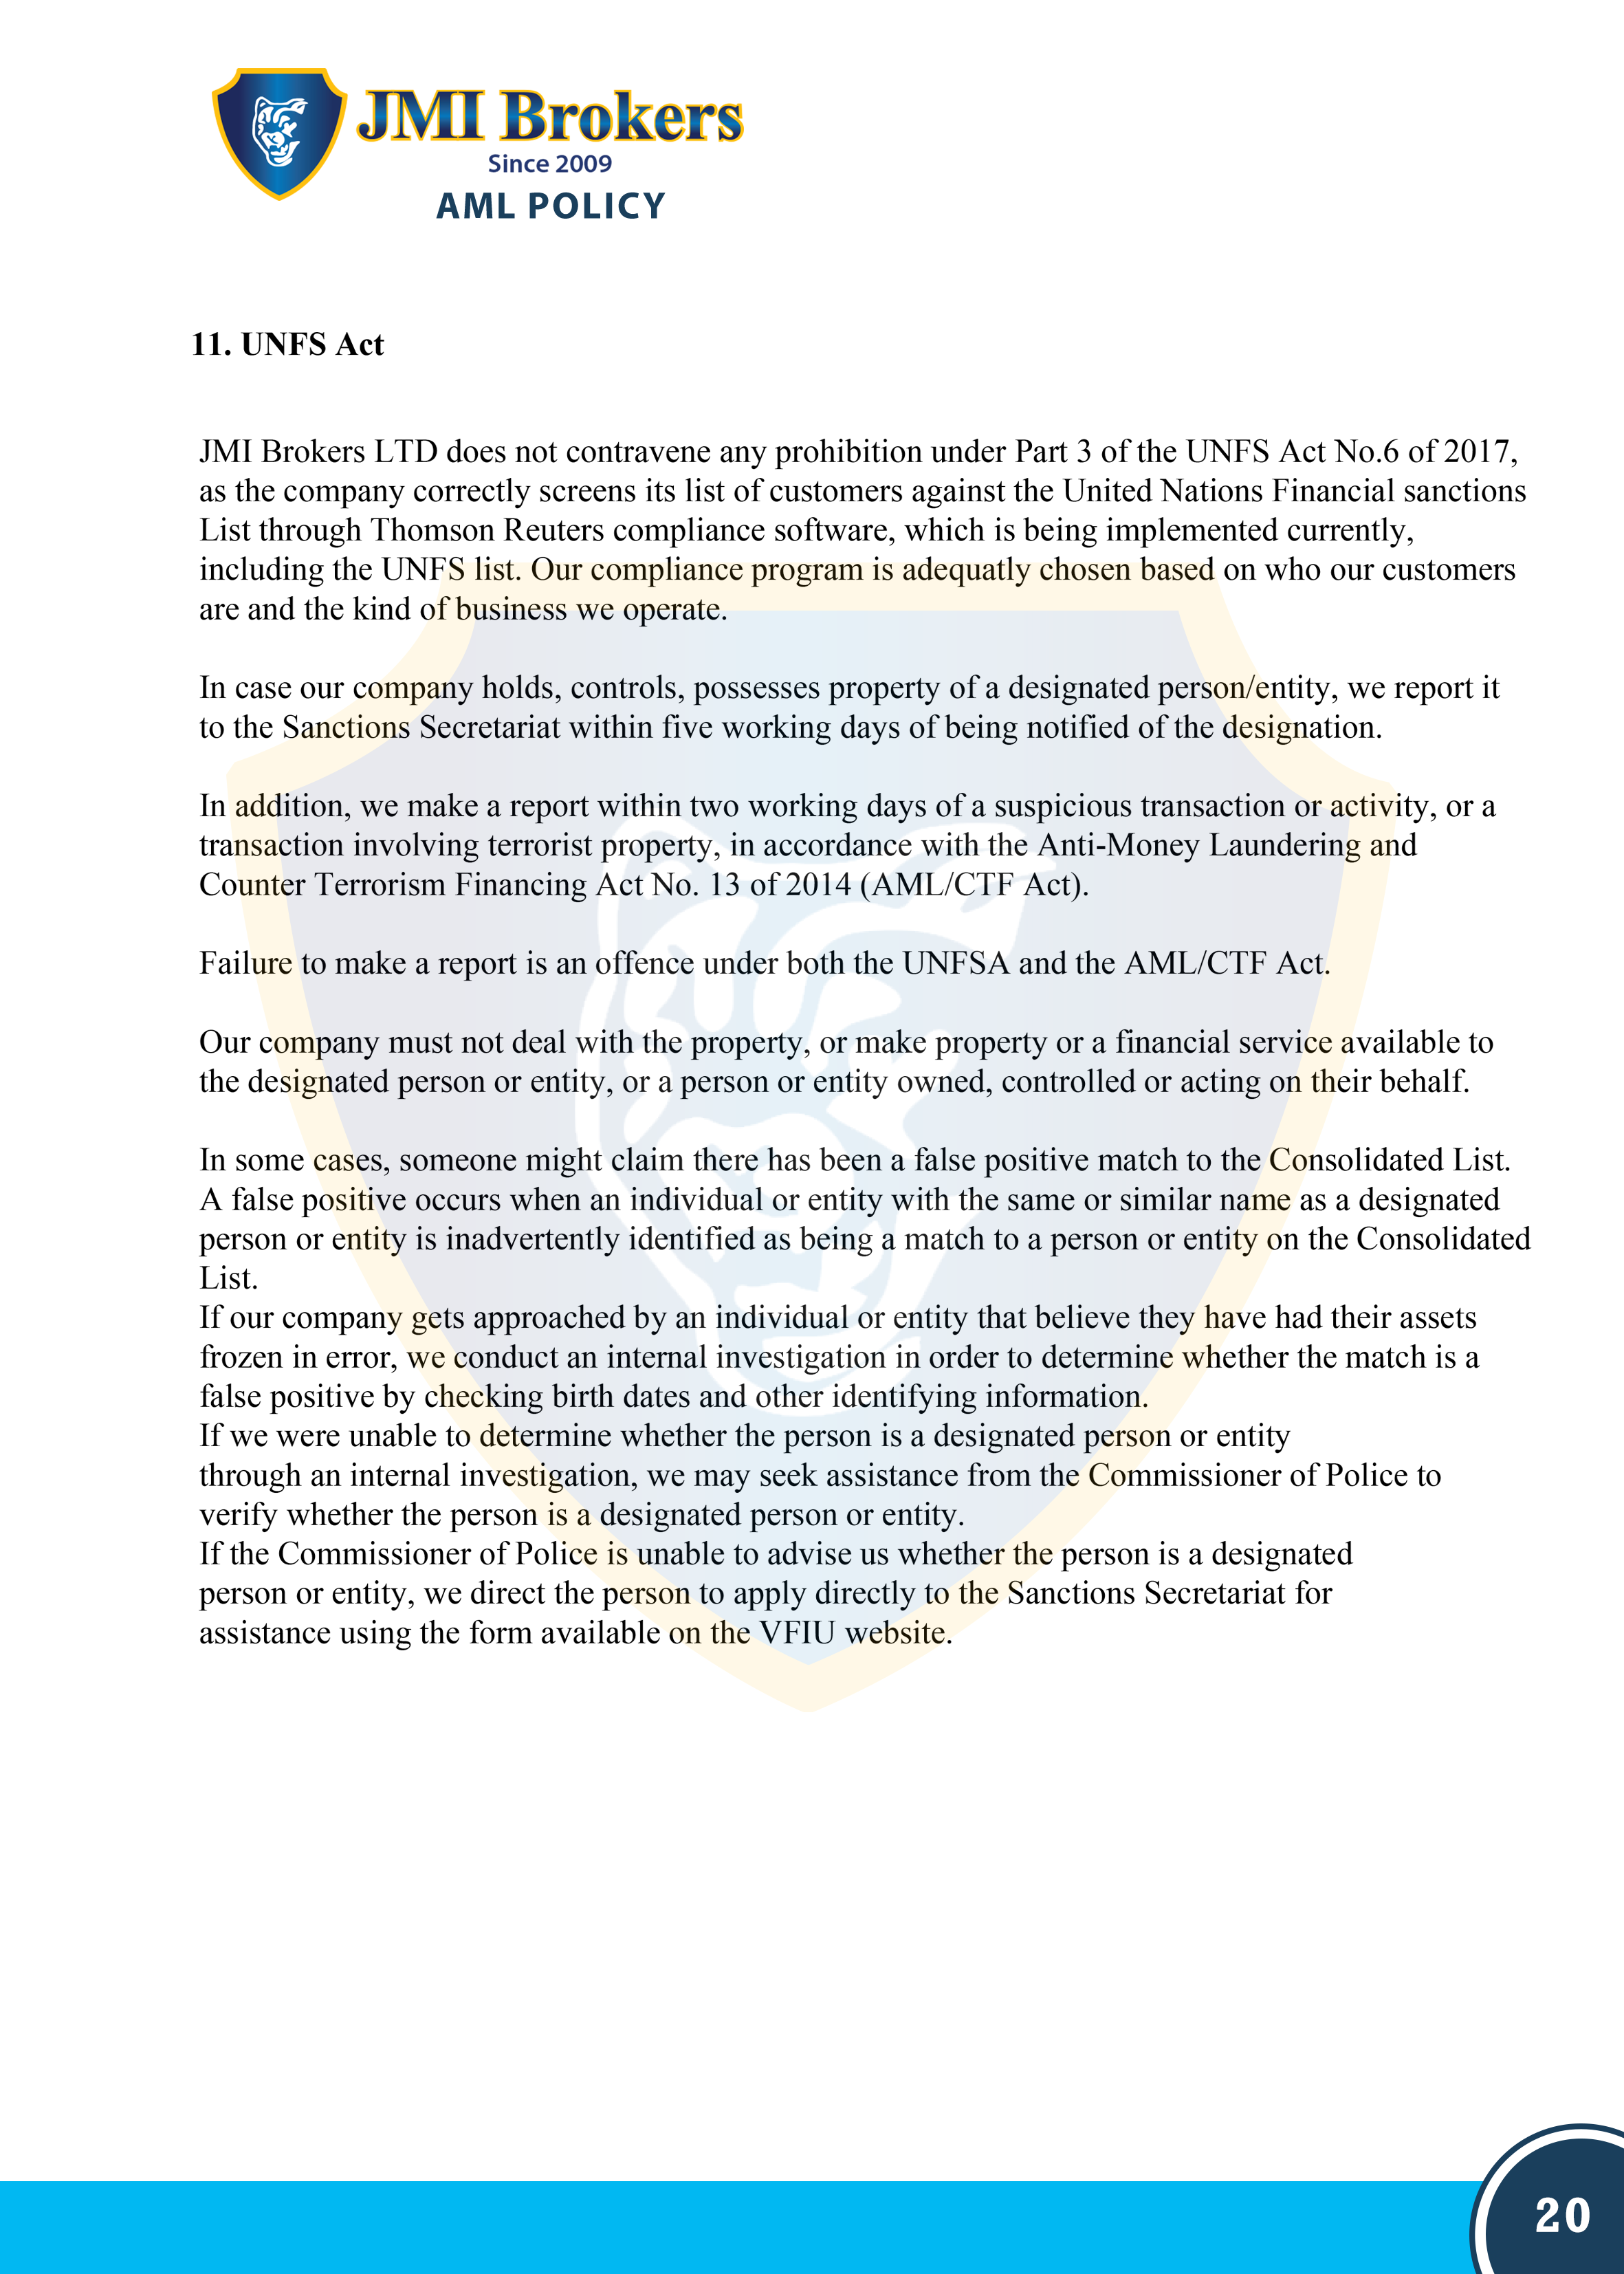 JMI Brokers
Since 2009
AML POLICY
11. UNFS Act
JMI Brokers LTD does not contravene any prohibition under Part 3 of the UNFS Act No.6 of 2017,
as the company correctly screens its list of customers against the United Nations Financial sanctions
List through Thomson Reuters compliance software, which is being implemented currently,
including the UNFS list. Our compliance program is adequatly chosen based on who our customers
are and the kind of business we operate.
In case our company holds, controls, possesses property of a designated person/entity, we report it
to the Sanctions Secretariat within five working days of being notified of the designation.
In addition, we make a report within two working days of a suspicious transaction or activity, or a
transaction involving terrorist property, in accordance with the Anti-Money Laundering and
Counter Terrorism Financing Act No. 13 of 2014 (AML/CTF Act).
Failure to make a report is an offence under both the UNFSA and the AML/CTF Act.
Our company must not deal with the property, or make property or a financial service available to
the designated person or entity, or a person or entity owned, controlled or acting on their behalf.
In some cases, someone might claim there has been a false positive match to the Consolidated List.
A false positive occurs when an individual or entity with the same or similar name as a designated
person or entity is inadvertently identified as being a match to a person or entity on the Consolidated
List.
If our company gets approached by an individual or entity that believe they have had their assets
frozen in error, we conduct an internal investigation in order to determine whether the match is a
false positive by checking birth dates and other identifying information.
If we were unable to determine whether the person is a designated person or entity
through an internal investigation, we may seek assistance from the Commissioner of Police to
verify whether the person is a designated person or entity.
If the Commissioner of Police is unable to advise us whether the person is a designated
person or entity, we direct the person to apply directly to the Sanctions Secretariat for
assistance using the form available on the VFIU website.
20